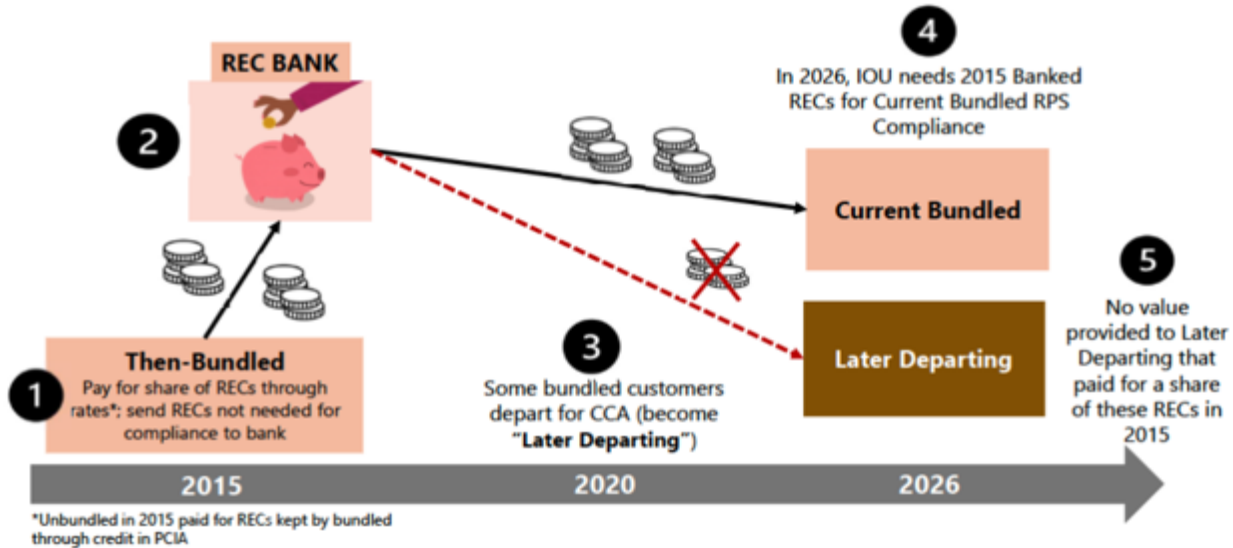 REC BANK
2
1
Then-Bundled
Pay for share of RECs through
rates*; send RECs not needed for
compliance to bank
3
Some bundled customers
depart for CCA (become
“Later Departing”)
4
In 2026, IOU needs 2015 Banked
RECs for Current Bundled RPS
Compliance
Current Bundled
Later Departing
5
No value
provided to Later
Departing that
paid for a share
of these RECs in
2015
2015
2020
2026
*Unbundled in 2015 paid for RECs kept by bundled
through credit in PCIA